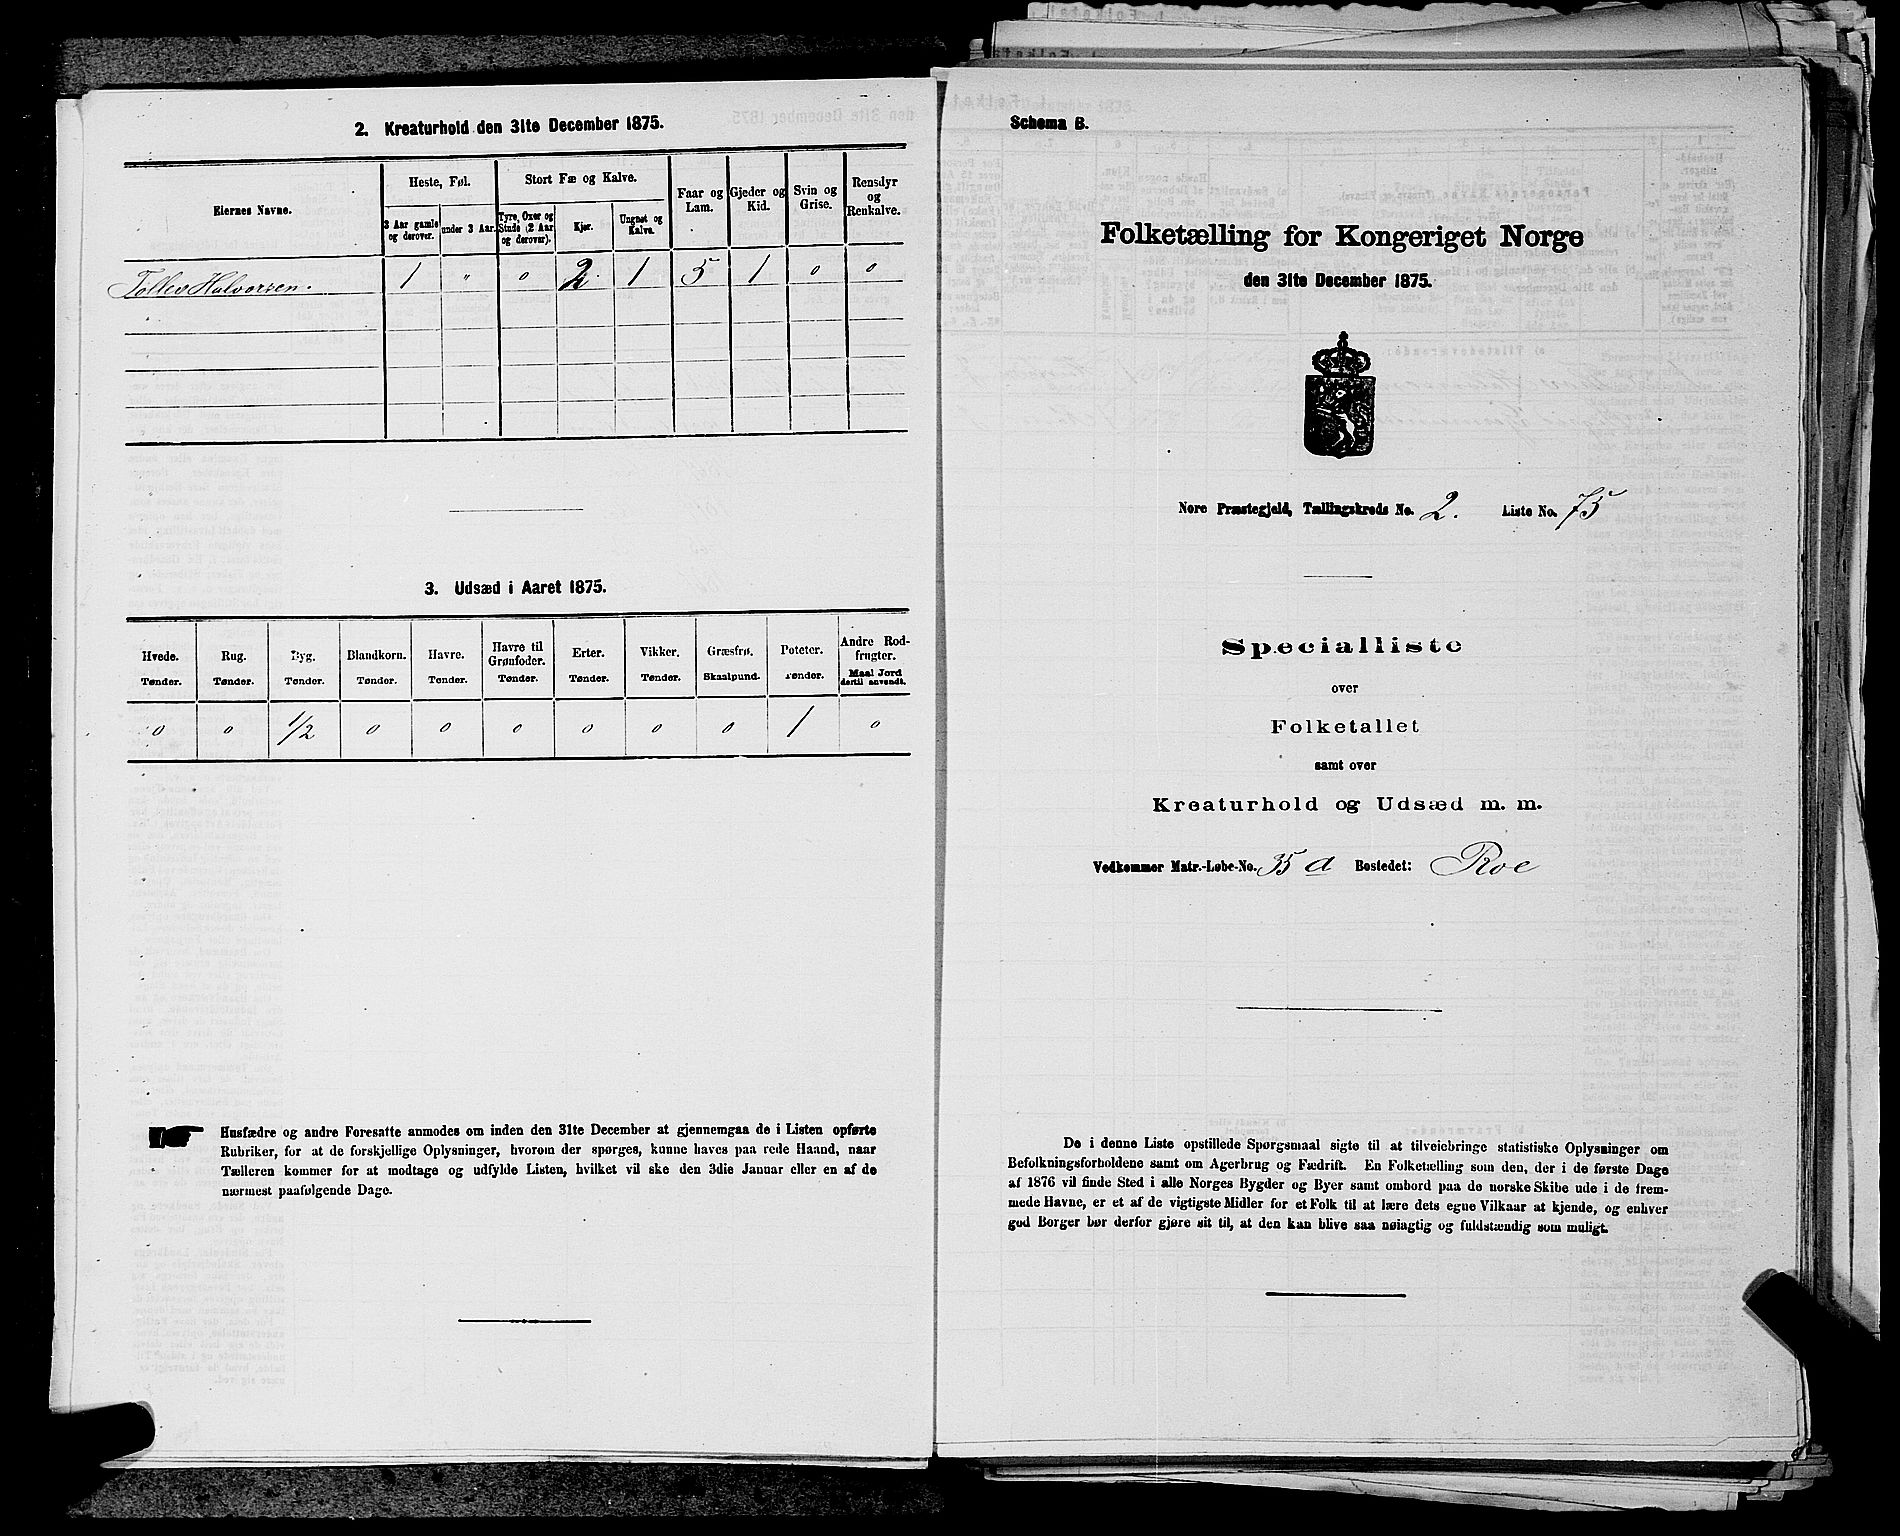 2. Kreaturhold den 31te December 1875.
Eiernes Navne.
Heste, Føl.
Stort Fæ og Kalve.
Faar og Lam.
Gjeder og Kid.
Svin og Grise.
Rensdyr og Renkalve.
3 Aar gamle og derover.
under 3 Aar.
Tyre, Oxer og Stude (2 Aar og derover).
Kjør.
Ungnøt og Kalve.
Tollev Halvorsen. 1 " 0 2. 1 5 1 0 0
3. Udsæd i Aaret 1875.
Hvede. Tønder.
Rug. Tønder.
Byg. Tønder.
Blandkorn. Tønder.
Havre. Tønder.
Havre til Grønfoder. Tønder.
Erter. Tønder.
Vikker. Tønder.
Græsfrø. Skaalpund.
Poteter. Tønder.
Andre Rodfrugter. Maal Jord dertil anvendt.
0 0 1/2 0 0 0 0 0 0 1 0
Husfædre og andre Foresatte anmodes om inden den 31te December at gjennemgaa de i Listen opførte
Rubriker, for at de forskjellige Oplysninger, hvorom der spørges, kunne haves paa rede Haand, naar
Tælleren kommer for at modtage og udfylde Listen, hvilket vil ske den 3die Januar eller en af de
nærmest paafølgende Dage.
Schema B.
Folketælling for Kongeriget Norge
den 31te December 1875.
Nore Præstegjeld, Tællingskreds No. 2. Liste No. 75
Specialliste
over
Folketallet
samt over
Kreaturhold og Udsæd m. m.
Vedkommer Matr.-Løbe-No. 35 a Bostedet: Roe
De i denne Liste opstillede Spørgsmaal sigte til at tilveiebringe statistiske Oplysninger om
Befolkningsforholdene samt om Agerbrug og Fædrift. En Folketælling som den, der i de første Dage
af 1876 vil finde Sted i alle Norges Bygder og Byer samt ombord paa de norske Skibe ude i de frem-
mede Havne, er et af de vigtigste Midler for et Folk til at lære dets egne Vilkaar at kjende, og enhver
god Borger bør derfor gjøre sit til, at den kan blive saa nøiagtig og fuldstændig som muligt.